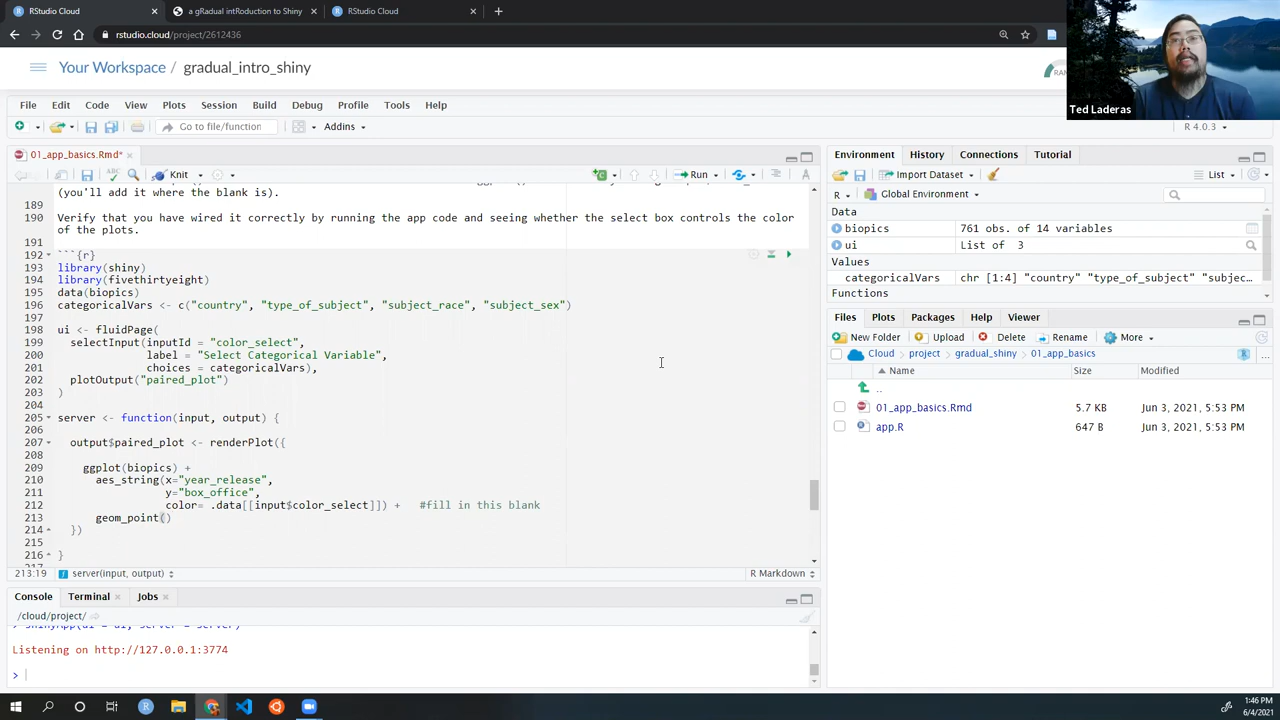 RStudio Cloud
a gRadual intRoduction to Shiny
RStudio Cloud
rstudio.cloud/project/2612436
Your Workspace / gradual_intro_shiny
Ted Laderas
File Edit Code View Plots Session Build Debug Profile Tools Help
Go to file/function
Addins
R 4.0.3
01_app_basics.Rmd*
Knit
Run
(you'll add it where the blank is).
189
190 Verify that you have wired it correctly by running the app code and seeing whether the select box controls the color
of the plots.
191
192 ```{r}
193 library(shiny)
194 library(fivethirtyeight)
195 data(biopics)
196 categoricalVars <- c("country", "type_of_subject", "subject_race", "subject_sex")
197
198 ui <- fluidPage(
199 selectInput(inputId = "color_select",
200 label = "Select Categorical Variable",
201 choices = categoricalVars),
202 plotOutput("paired_plot")
203 )
204
205 server <- function(input, output) {
206
207 output$paired_plot <- renderPlot({
208
209 ggplot(biopics) +
210 aes_string(x="year_release",
211 y="box_office",
212 color= .data[[input$color_select]]) + #fill in this blank
213 geom_point()
214 })
215
216 }
213:19 server(input, output) R Markdown
Console Terminal Jobs
/cloud/project/
> shinyApp(ui = ui, server = server)
Listening on http://127.0.0.1:3774
>
Environment History Connections Tutorial
Import Dataset List
R Global Environment
Data
biopics 761 obs. of 14 variables
ui List of 3
Values
categoricalVars chr [1:4] "country" "type_of_subject" "subjec…
Functions
Files Plots Packages Help Viewer
New Folder Upload Delete Rename More
Cloud project gradual_shiny 01_app_basics
Name Size Modified
..
01_app_basics.Rmd 5.7 KB Jun 3, 2021, 5:53 PM
app.R 647 B Jun 3, 2021, 5:53 PM
1:46 PM
6/4/2021